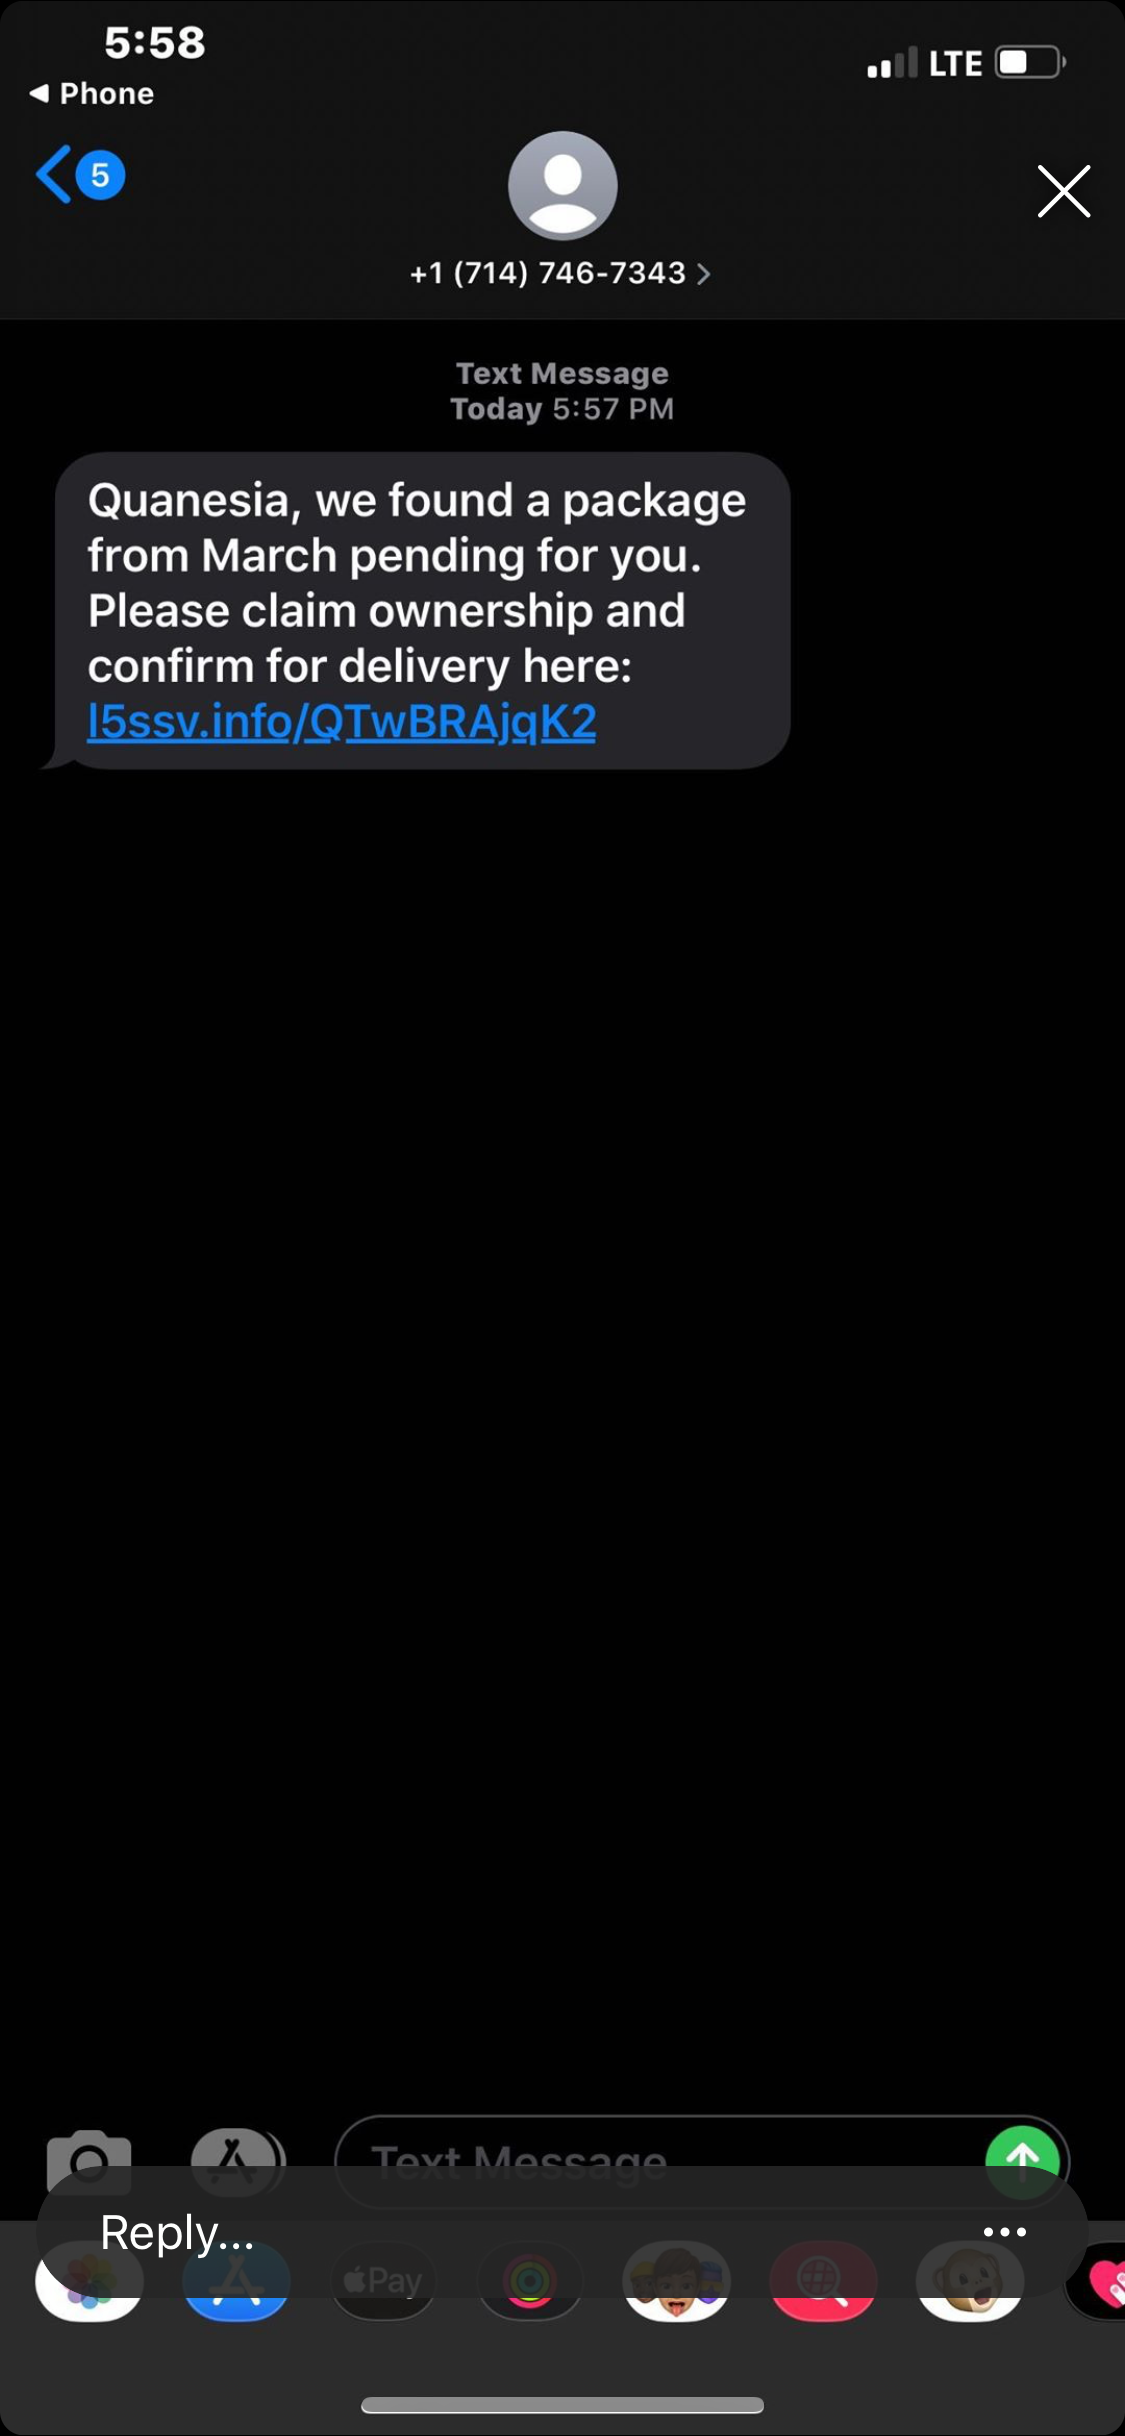 5:58
LTE
◀ Phone
5
+1 (714) 746-7343 >
Text Message
Today 5:57 PM
Quanesia, we found a package
from March pending for you.
Please claim ownership and
confirm for delivery here:
l5ssv.info/QTwBRAjqK2
Text Message
Reply...
Pay